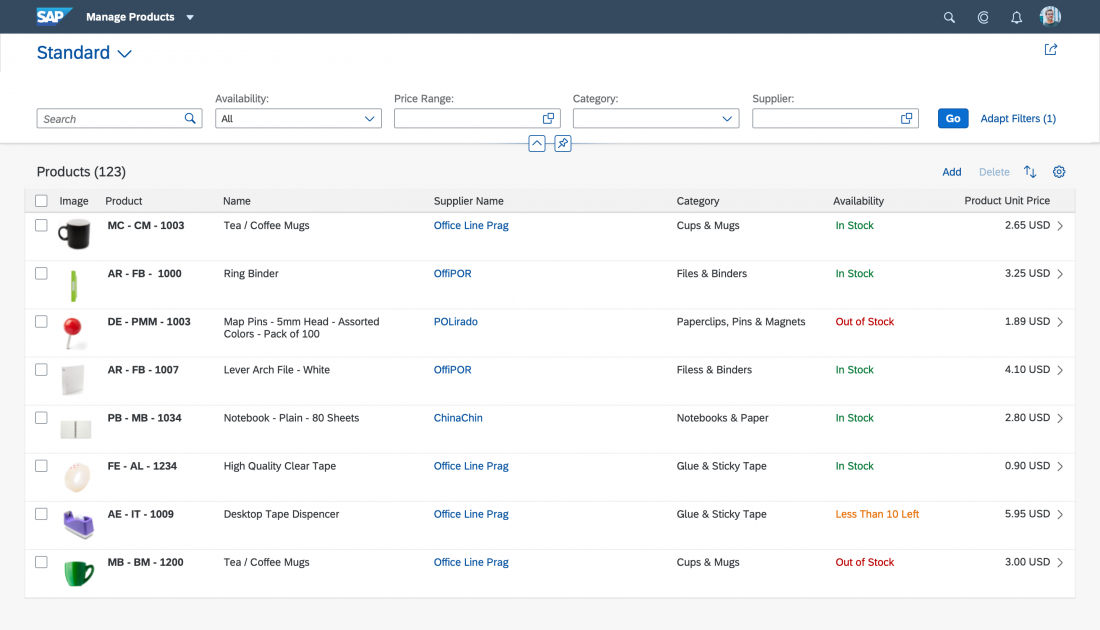 SAP Manage Products
Standard
Availability: Price Range: Category: Supplier:
Search All Go Adapt Filters (1)
Products (123) Add Delete
Image Product Name Supplier Name Category Availability Product Unit Price
MC - CM - 1003 Tea / Coffee Mugs Office Line Prag Cups & Mugs In Stock 2.65 USD
AR - FB - 1000 Ring Binder OffiPOR Files & Binders In Stock 3.25 USD
DE - PMM - 1003 Map Pins - 5mm Head - Assorted POLirado Paperclips, Pins & Magnets Out of Stock 1.89 USD
Colors - Pack of 100
AR - FB - 1007 Lever Arch File - White OffiPOR Filess & Binders In Stock 4.10 USD
PB - MB - 1034 Notebook - Plain - 80 Sheets ChinaChin Notebooks & Paper In Stock 2.80 USD
FE - AL - 1234 High Quality Clear Tape Office Line Prag Glue & Sticky Tape In Stock 0.90 USD
AE - IT - 1009 Desktop Tape Dispencer Office Line Prag Glue & Sticky Tape Less Than 10 Left 5.95 USD
MB - BM - 1200 Tea / Coffee Mugs Office Line Prag Cups & Mugs Out of Stock 3.00 USD